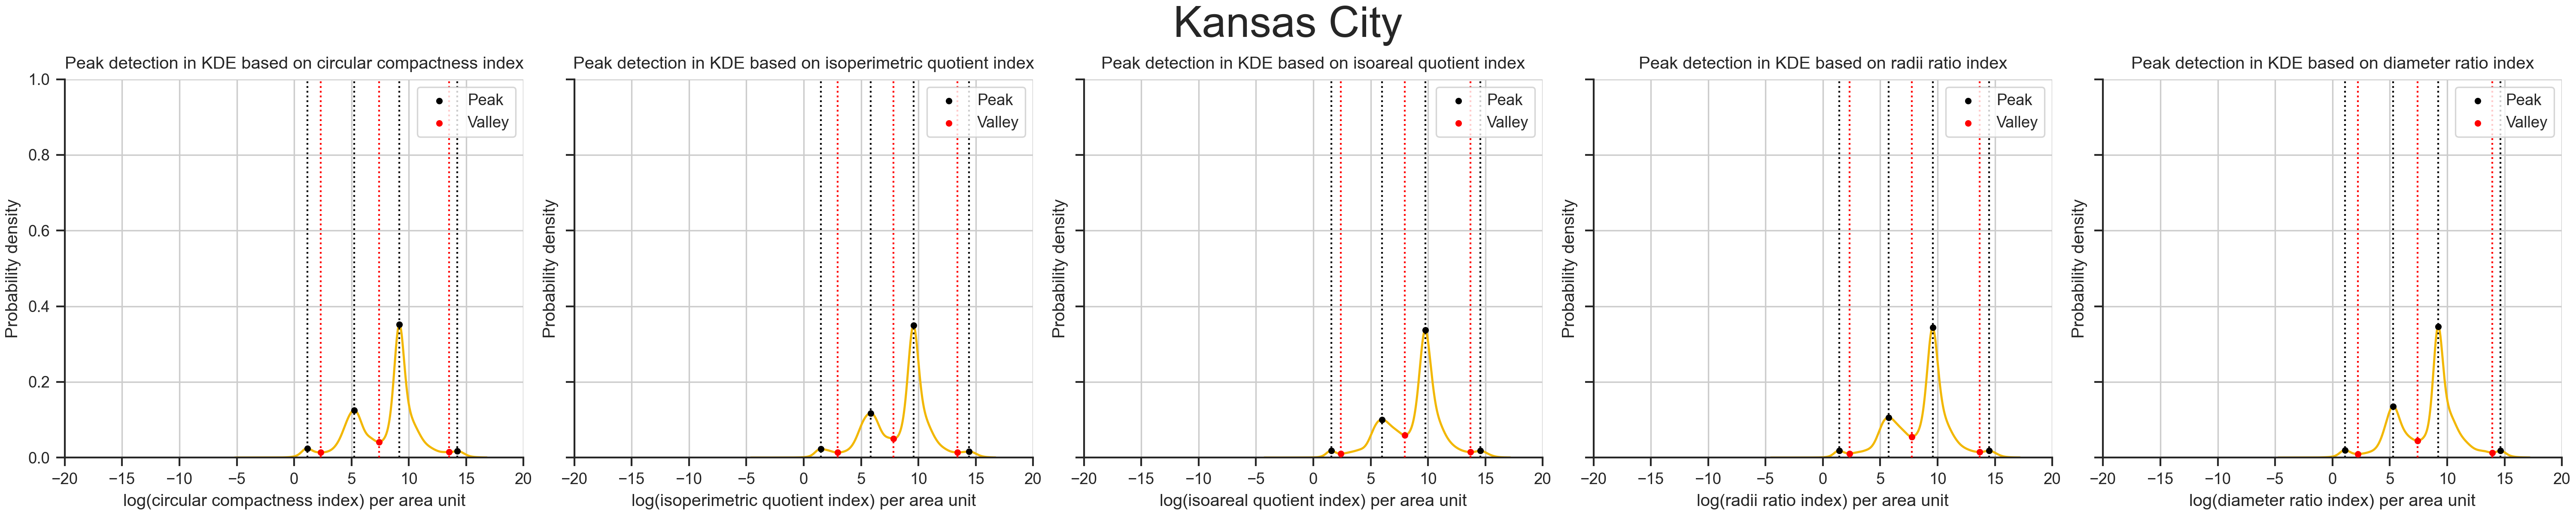 Kansas City
Peak detection in KDE based on circular compactness index
Peak
Valley
1.0
0.8
0.6
0.4
0.2
0.0
Probability density
−20 −15 −10 −5 0 5 10 15 20
log(circular compactness index) per area unit
Peak detection in KDE based on isoperimetric quotient index
Peak
Valley
Probability density
−20 −15 −10 −5 0 5 10 15 20
log(isoperimetric quotient index) per area unit
Peak detection in KDE based on isoareal quotient index
Peak
Valley
Probability density
−20 −15 −10 −5 0 5 10 15 20
log(isoareal quotient index) per area unit
Peak detection in KDE based on radii ratio index
Peak
Valley
Probability density
−20 −15 −10 −5 0 5 10 15 20
log(radii ratio index) per area unit
Peak detection in KDE based on diameter ratio index
Peak
Valley
Probability density
−20 −15 −10 −5 0 5 10 15 20
log(diameter ratio index) per area unit